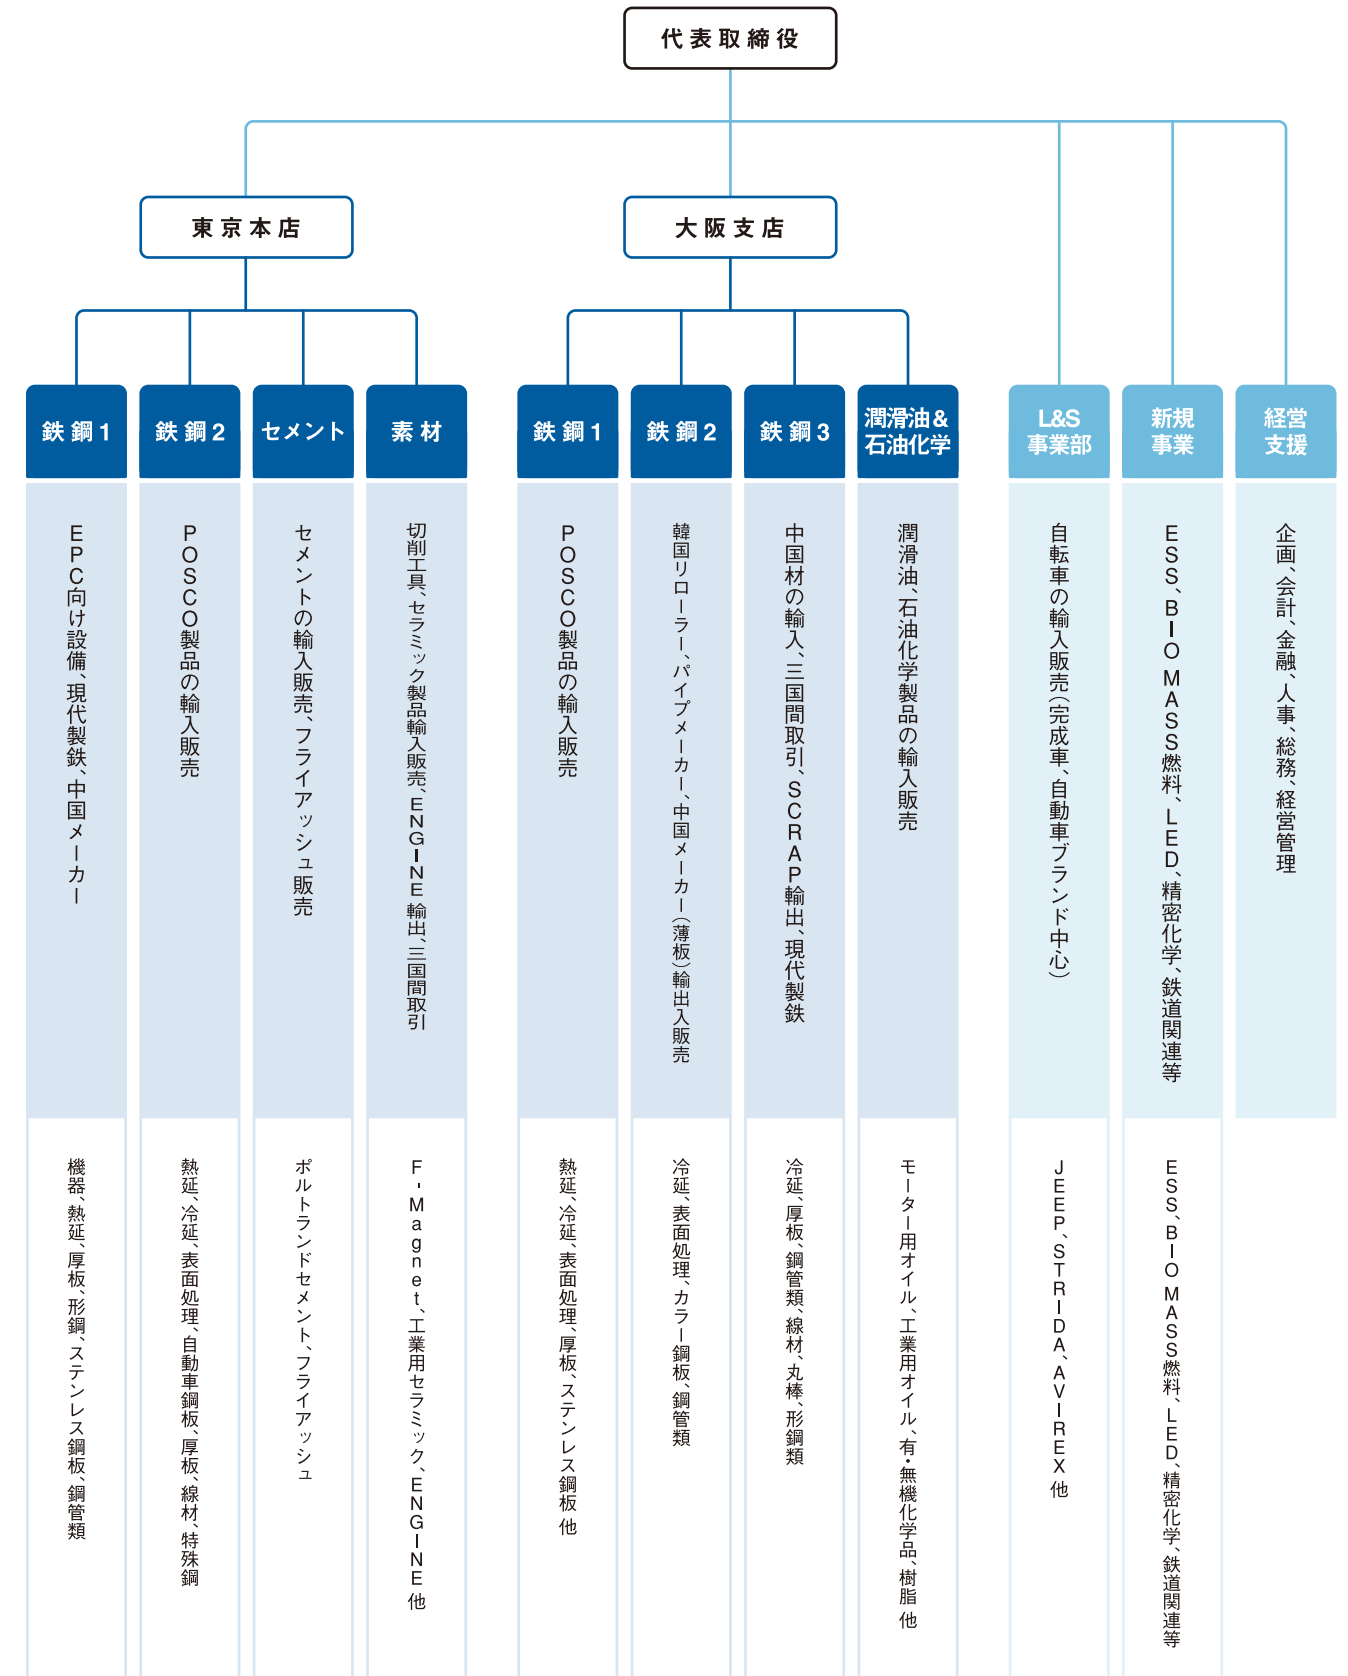 代表取締役
東京本店
大阪支店
鉄鋼1
鉄鋼2
セメント
素材
鉄鋼1
鉄鋼2
鉄鋼3
潤滑油&
石油化学
L&S
事業部
新規
事業
経営
支援
EPC向け設備、現代製鉄、中国メーカー
POSCO製品の輸入販売
セメントの輸入販売、フライアッシュ販売
切削工具、セラミック製品輸入販売、ENGINE輸出、三国間取引
POSCO製品の輸入販売
韓国リローラー、パイプメーカー、中国メーカー(薄板)輸出入販売
中国材の輸入、三国間取引、SCRAP輸出、現代製鉄
潤滑油、石油化学製品の輸入販売
自転車の輸入販売(完成車、自動車ブランド中心)
ESS、BIO MASS燃料、LED、精密化学、鉄道関連等
企画、会計、金融、人事、総務、経営管理
機器、熱延、厚板、形鋼、ステンレス鋼板、鋼管類
熱延、冷延、表面処理、自動車鋼板、厚板、線材、特殊鋼
ポルトランドセメント、フライアッシュ
F-Magnet、工業用セラミック、ENGINE 他
熱延、冷延、表面処理、厚板、ステンレス鋼板 他
冷延、表面処理、カラー鋼板、鋼管類
冷延、厚板、鋼管類、線材、丸棒、形鋼類
モーター用オイル、工業用オイル、有・無機化学品、樹脂 他
JEEP、STRIDA、AVIREX 他
ESS、BIO MASS燃料、LED、精密化学、鉄道関連等